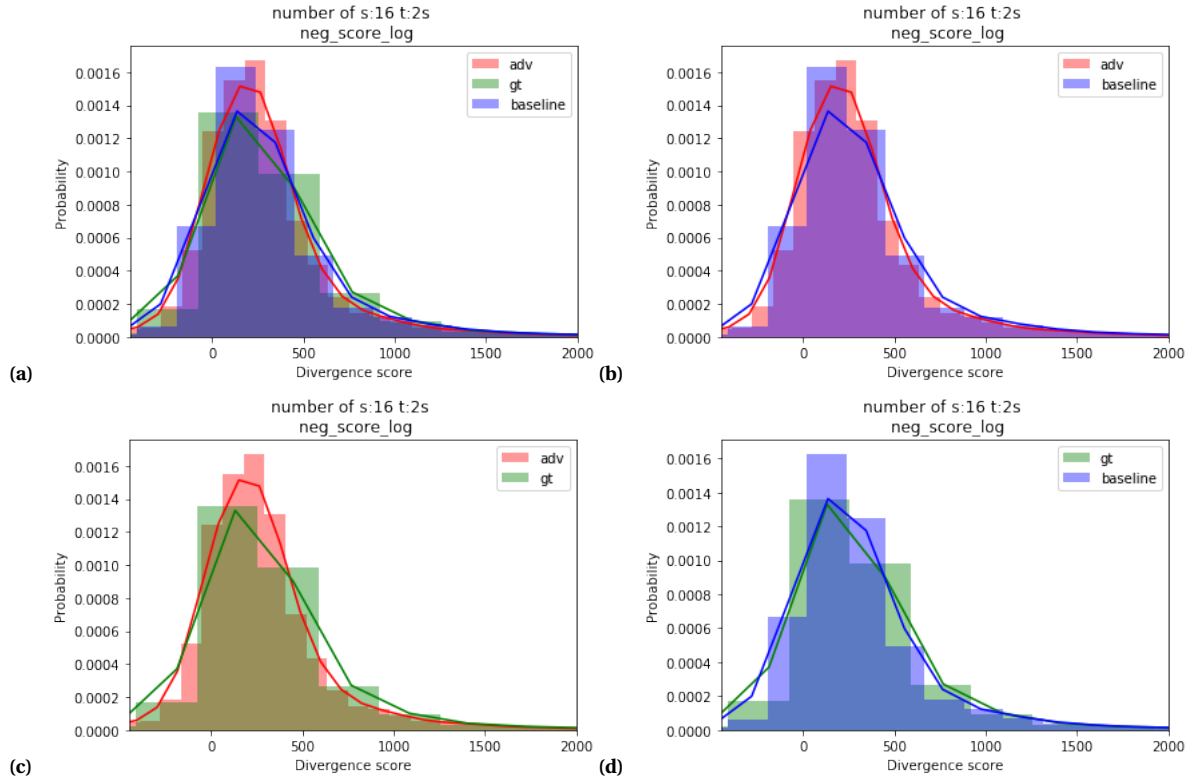 number of s:16 t:2s
neg_score_log
adv
gt
baseline
Probability
0.0016
0.0014
0.0012
0.0010
0.0008
0.0006
0.0004
0.0002
0.0000
0 500 1000 1500 2000
Divergence score
(a)
number of s:16 t:2s
neg_score_log
adv
baseline
Probability
0.0016
0.0014
0.0012
0.0010
0.0008
0.0006
0.0004
0.0002
0.0000
0 500 1000 1500 2000
Divergence score
(b)
number of s:16 t:2s
neg_score_log
adv
gt
Probability
0.0016
0.0014
0.0012
0.0010
0.0008
0.0006
0.0004
0.0002
0.0000
0 500 1000 1500 2000
Divergence score
(c)
number of s:16 t:2s
neg_score_log
gt
baseline
Probability
0.0016
0.0014
0.0012
0.0010
0.0008
0.0006
0.0004
0.0002
0.0000
0 500 1000 1500 2000
Divergence score
(d)